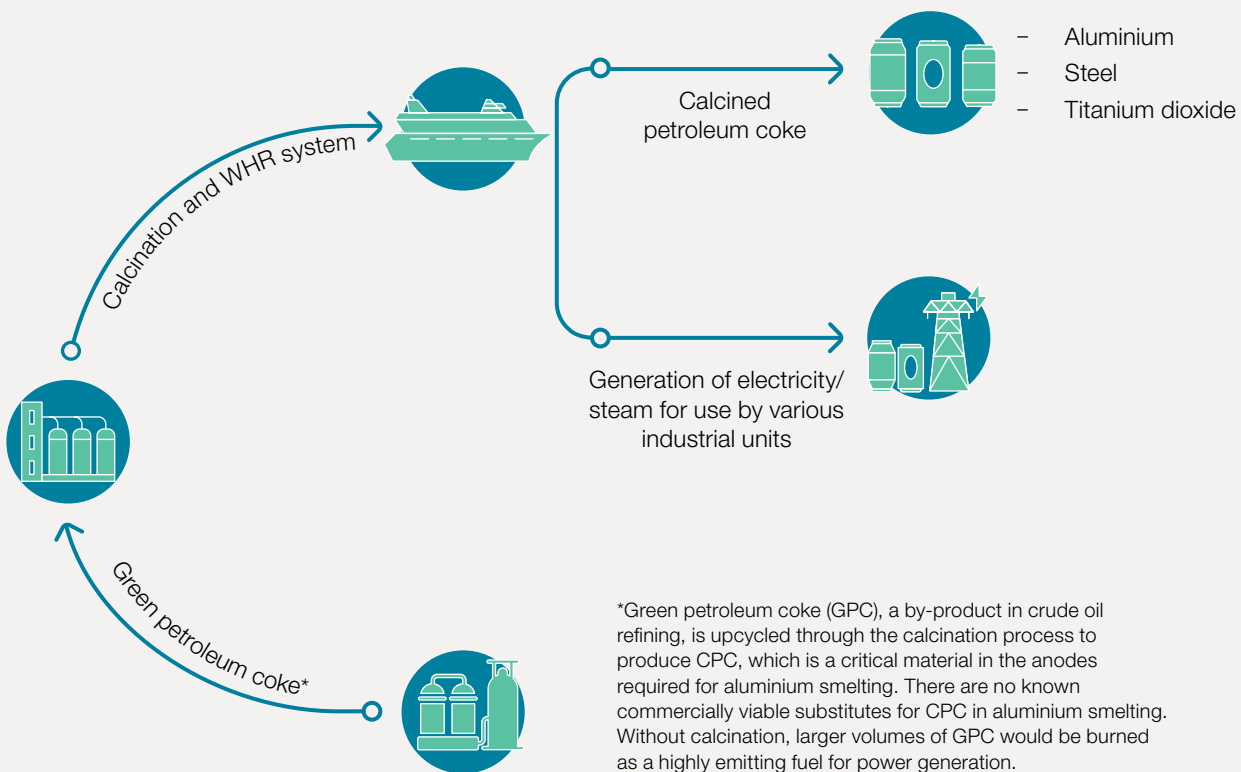 – Aluminium
– Steel
– Titanium dioxide
Calcined
petroleum coke
Calcination and WHR system
Generation of electricity/
steam for use by various
industrial units
Green petroleum coke*
*Green petroleum coke (GPC), a by-product in crude oil
refining, is upcycled through the calcination process to
produce CPC, which is a critical material in the anodes
required for aluminium smelting. There are no known
commercially viable substitutes for CPC in aluminium smelting.
Without calcination, larger volumes of GPC would be burned
as a highly emitting fuel for power generation.